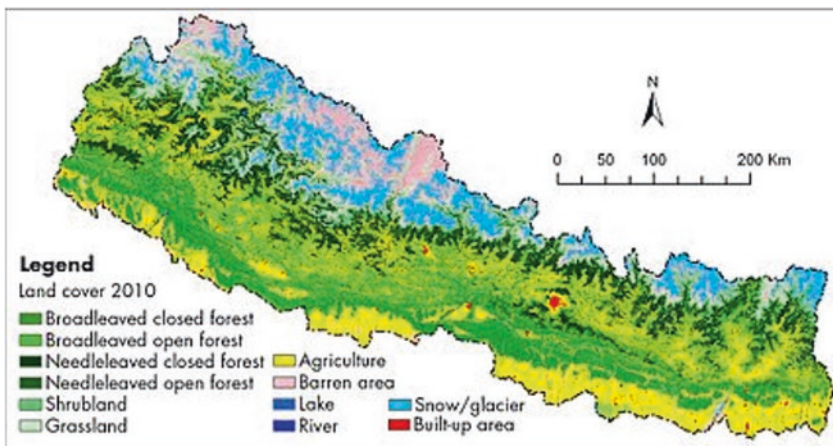 N
0 50 100 200 Km
Legend
Land cover 2010
Broadleaved closed forest
Broadleaved open forest
Needleleaved closed forest
Needleleaved open forest
Shrubland
Grassland
Agriculture
Barren area
Lake
River
Snow/glacier
Built-up area